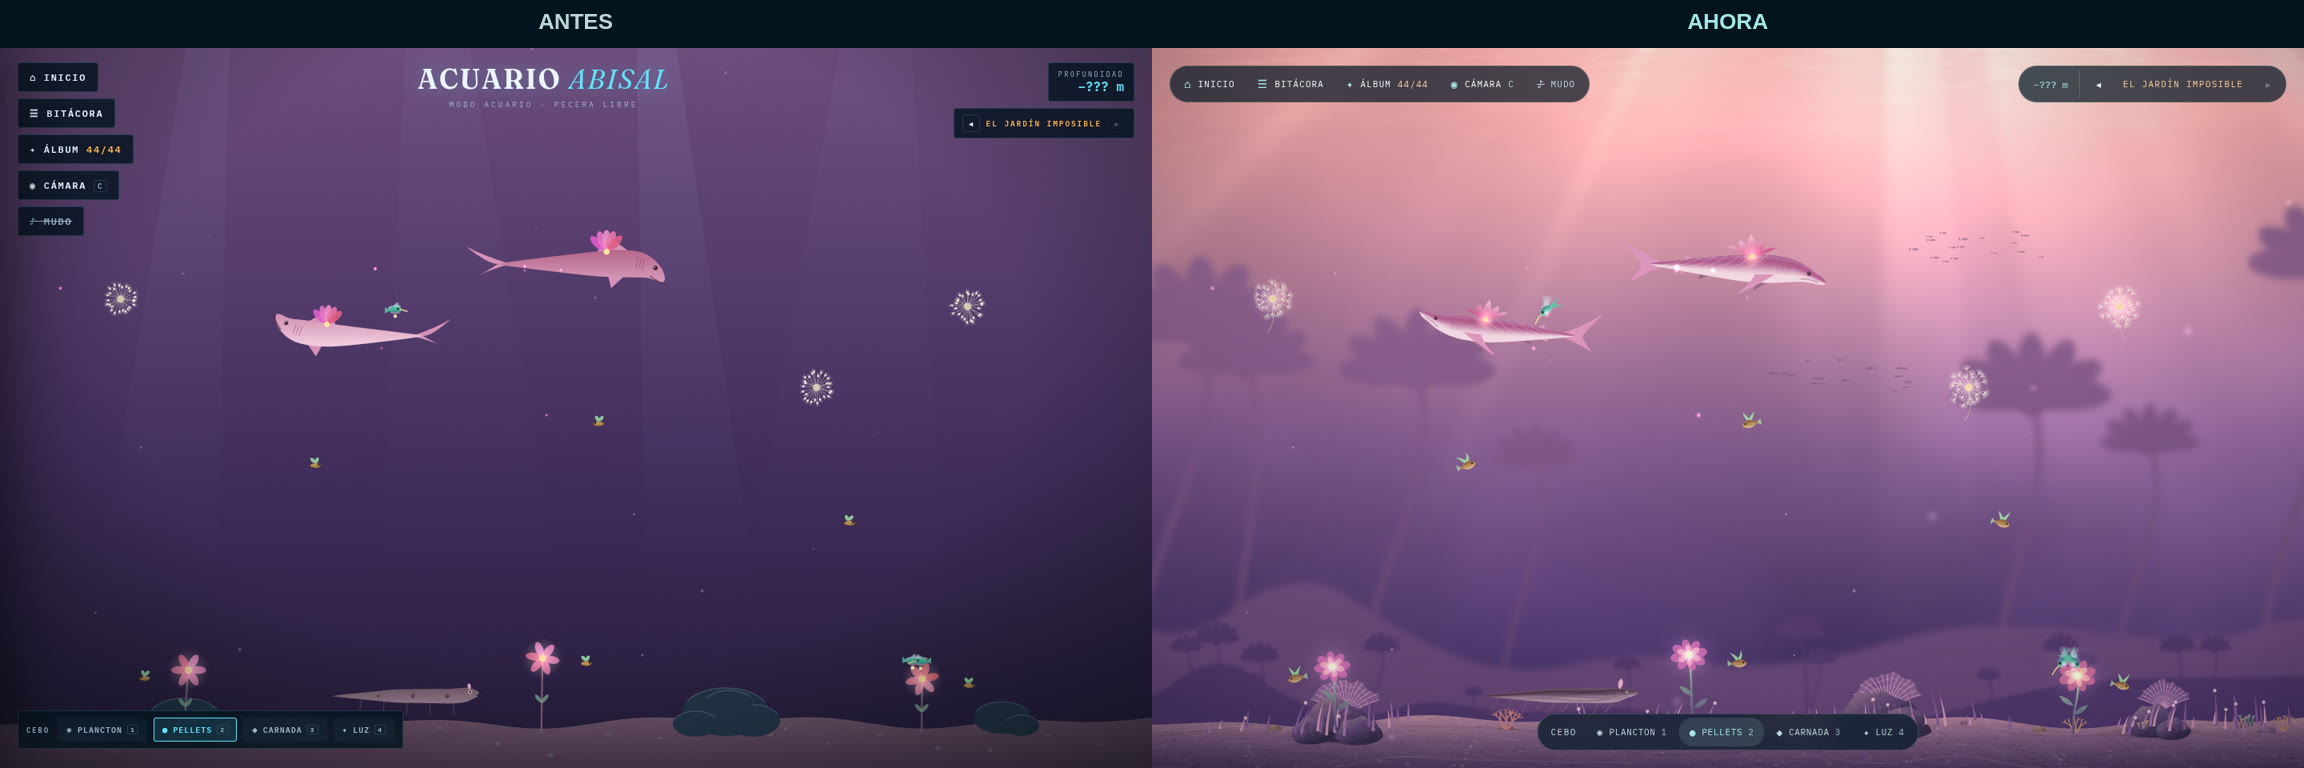 ANTES
AHORA
⌂ INICIO
☰ BITÁCORA
✦ ÁLBUM 44/44
◉ CÁMARA C
MUDO
ACUARIO ABISAL
MODO ACUARIO · PECERA LIBRE
PROFUNDIDAD
−??? m
◂ EL JARDÍN IMPOSIBLE ▸
CEBO ✺ PLANCTON 1 ● PELLETS 2 ◆ CARNADA 3 ✦ LUZ 4
⌂ INICIO ☰ BITÁCORA ✦ ÁLBUM 44/44 ◉ CÁMARA C MUDO
−??? m ◂ EL JARDÍN IMPOSIBLE ▸
CEBO ✺ PLANCTON 1 ● PELLETS 2 ◆ CARNADA 3 ✦ LUZ 4